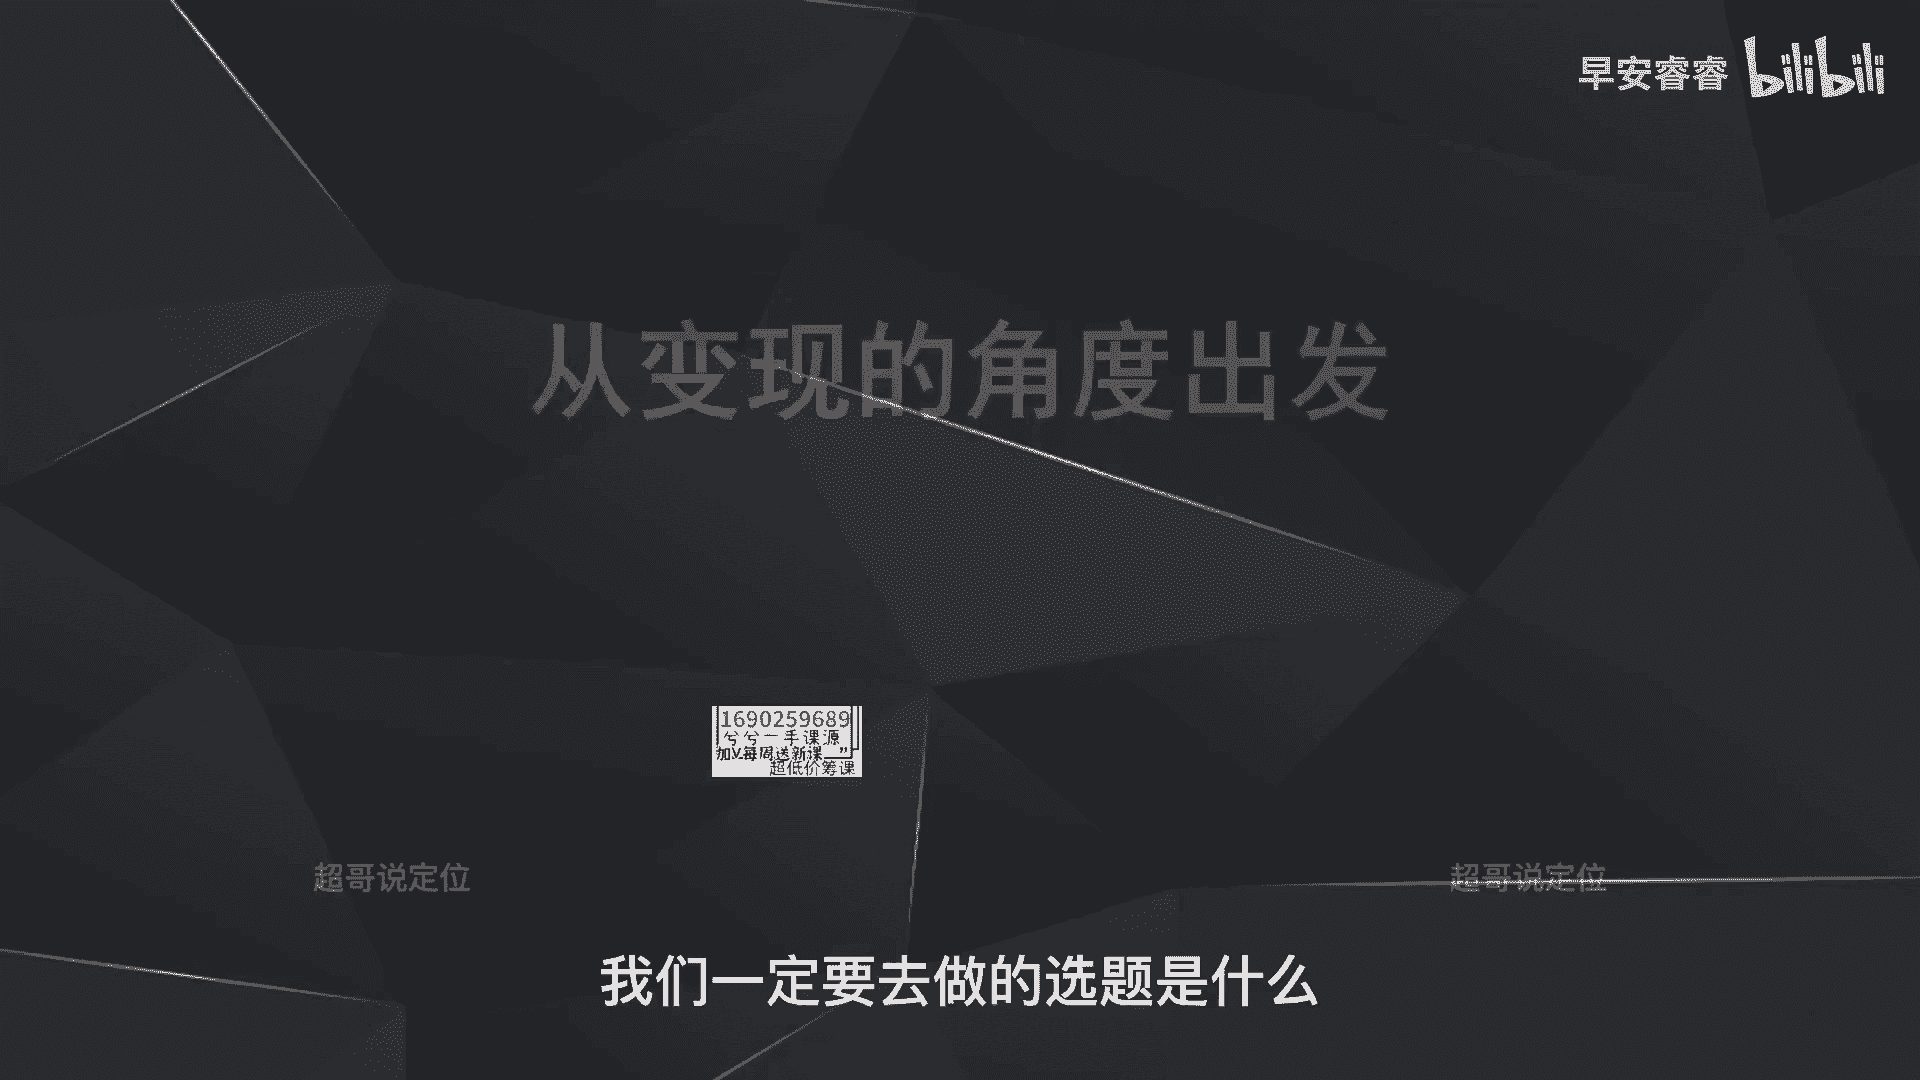 早安睿睿 bilibili
从变现的角度出发
1690259689
兮兮一手课源
加V每周送新课
超低价筹课
超哥说定位 超哥说定位
我们一定要去做的选题是什么